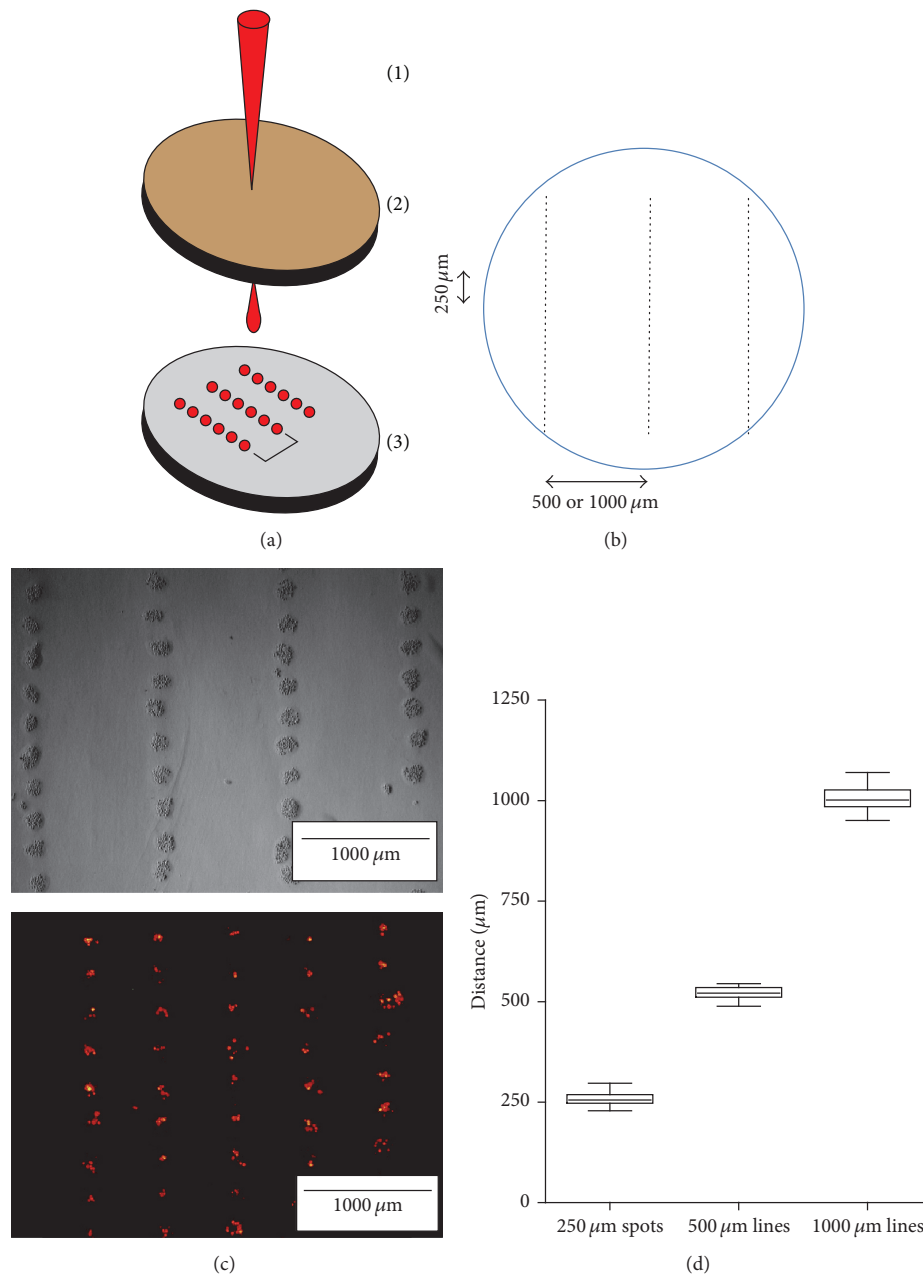 (1)
(2)
(3)
(a)
250 μm
500 or 1000 μm
(b)
1000 μm
1000 μm
(c)
1250
1000
750
500
250
0
Distance (μm)
250 μm spots
500 μm lines
1000 μm lines
(d)